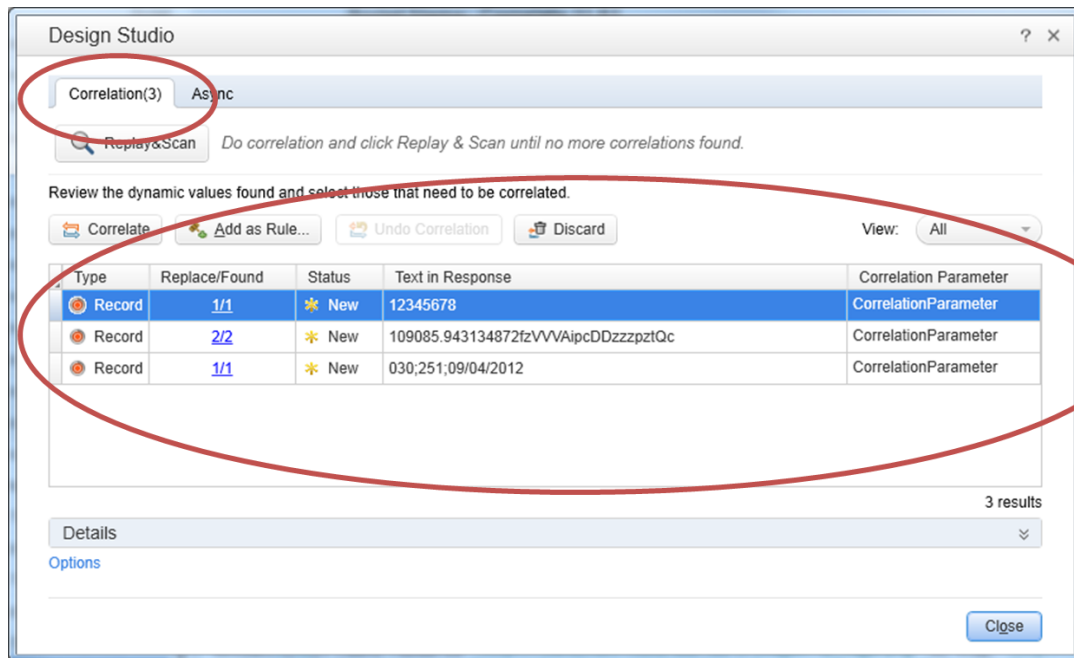 Design Studio ? ×
Correlation(3) Async
Replay&Scan Do correlation and click Replay & Scan until no more correlations found.
Review the dynamic values found and select those that need to be correlated.
Correlate Add as Rule... Undo Correlation Discard View: All
Type Replace/Found Status Text in Response Correlation Parameter
Record 1/1 New 12345678 CorrelationParameter
Record 2/2 New 109085.943134872fzVVVAipcDDzzzpztQc CorrelationParameter
Record 1/1 New 030;251;09/04/2012 CorrelationParameter
3 results
Details
Options
Close